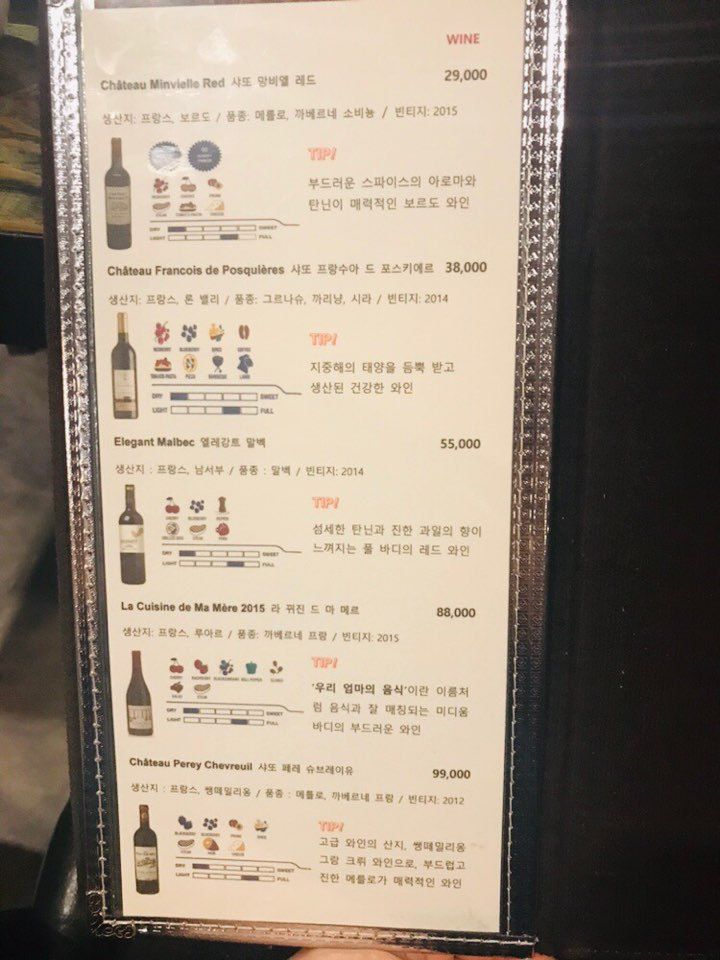 WINE
Château Minvielle Red 샤또 망비엘 레드 29,000
생산지: 프랑스, 보르도 / 품종: 메를로, 까베르네 소비뇽 / 빈티지: 2015
TIP!
부드러운 스파이스의 아로마와
탄닌이 매력적인 보르도 와인
DRY SWEET
LIGHT FULL
Château Francois de Posquières 샤또 프랑수아 드 포스키에르 38,000
생산지: 프랑스, 론 밸리 / 품종: 그르나슈, 까리냥, 시라 / 빈티지: 2014
TIP!
지중해의 태양을 듬뿍 받고
생산된 건강한 와인
TOMATO PASTA PIZZA BARBECUE LAMB
DRY SWEET
LIGHT FULL
Elegant Malbec 엘레강트 말벡 55,000
생산지 : 프랑스, 남서부 / 품종 : 말벡 / 빈티지: 2014
TIP!
섬세한 탄닌과 진한 과일의 향이
느껴지는 풀 바디의 레드 와인
DRY SWEET
LIGHT FULL
La Cuisine de Ma Mère 2015 라 뀌진 드 마 메르 88,000
생산지: 프랑스, 루아르 / 품종: 까베르네 프랑 / 빈티지: 2015
TIP!
'우리 엄마의 음식'이란 이름처
럼 음식과 잘 매칭되는 미디움
바디의 부드러운 와인
DRY SWEET
LIGHT FULL
Château Perey Chevreuil 샤또 페레 슈브레이유 99,000
생산지 : 프랑스, 쌩떼밀리옹 / 품종 : 메를로, 까베르네 프랑 / 빈티지: 2012
TIP!
고급 와인의 산지, 쌩떼밀리옹
그랑 크뤼 와인으로, 부드럽고
진한 메를로가 매력적인 와인
DRY SWEET
LIGHT FULL